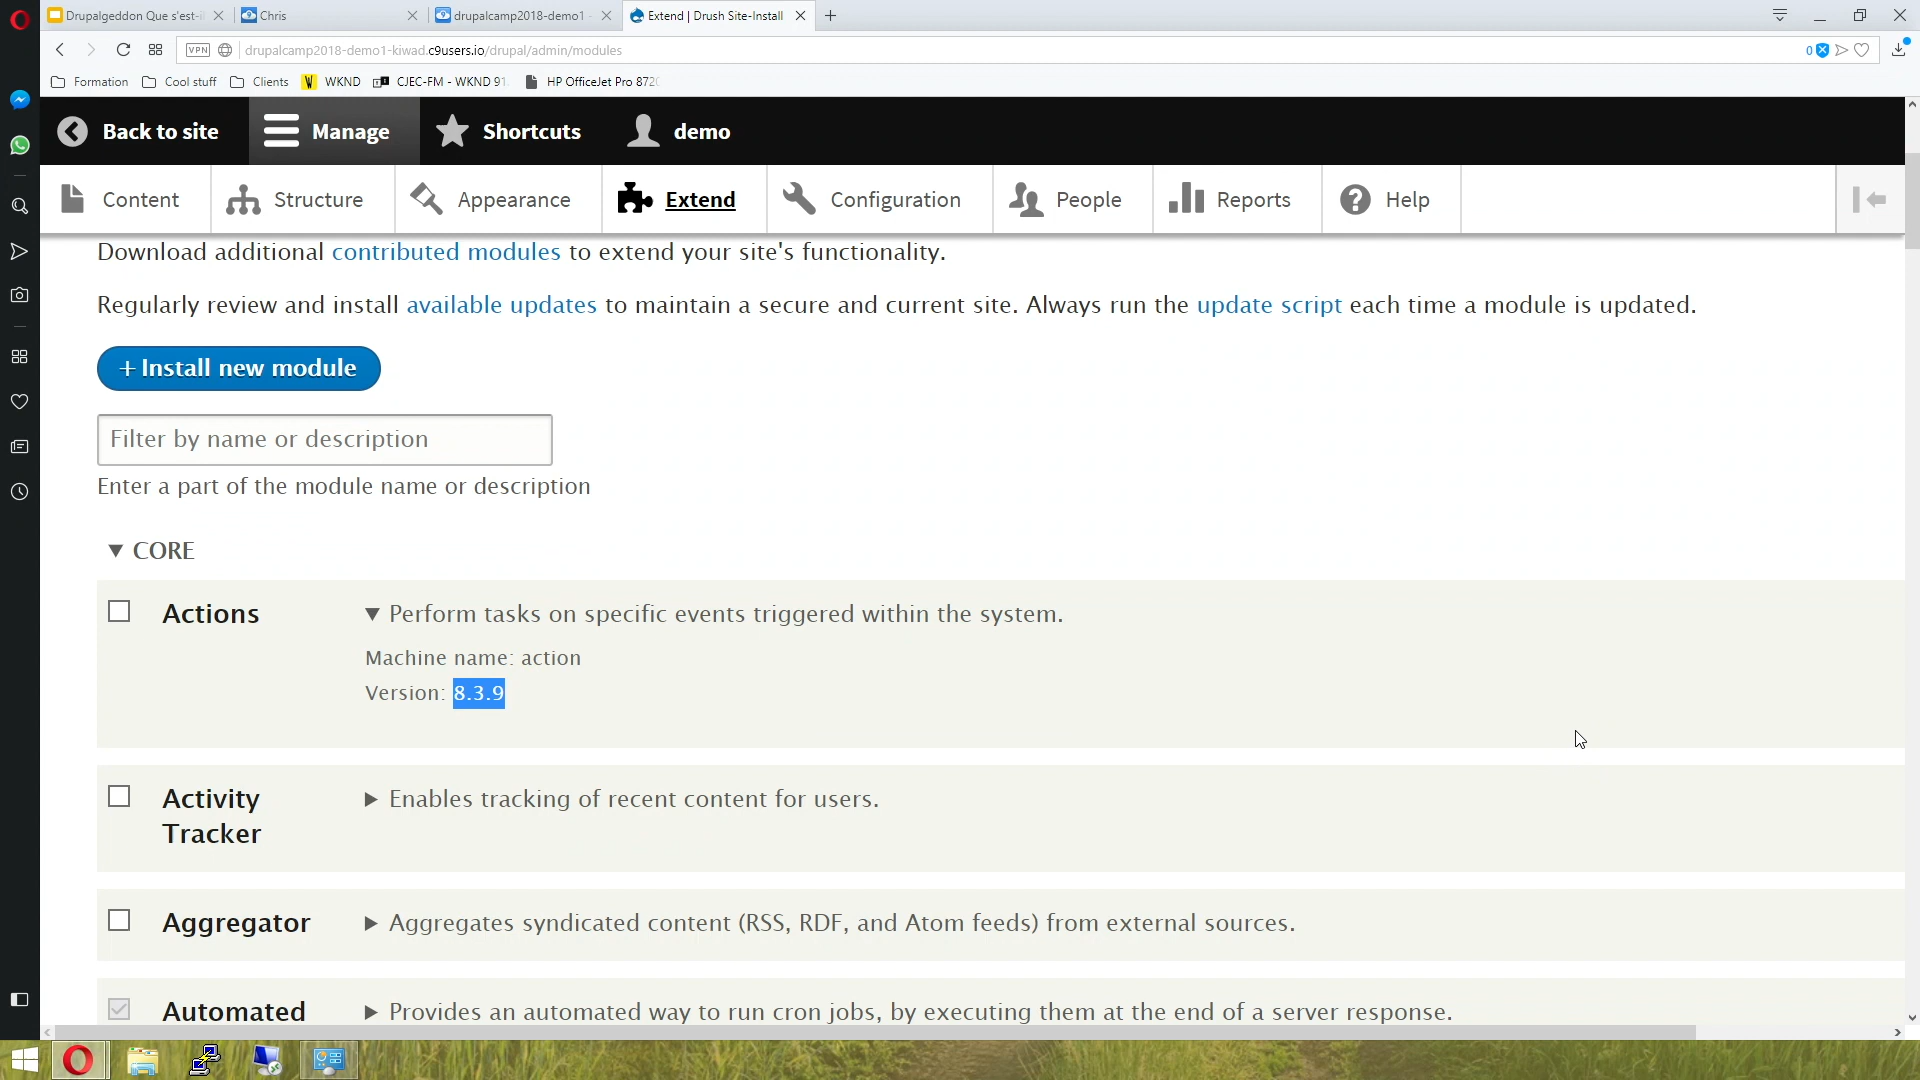 Drupalgeddon Que s'est-i
Chris
drupalcamp2018-demo1 -
Extend | Drush Site-Install
VPN
drupalcamp2018-demo1-kiwad.c9users.io/drupal/admin/modules
0
Formation
Cool stuff
Clients
WKND
CJEC-FM - WKND 91
HP OfficeJet Pro 872
Back to site
Manage
Shortcuts
demo
Content
Structure
Appearance
Extend
Configuration
People
Reports
Help
Download additional contributed modules to extend your site's functionality.
Regularly review and install available updates to maintain a secure and current site. Always run the update script each time a module is updated.
+ Install new module
Filter by name or description
Enter a part of the module name or description
▼ CORE
Actions
▼ Perform tasks on specific events triggered within the system.
Machine name: action
Version: 8.3.9
Activity
Tracker
► Enables tracking of recent content for users.
Aggregator
► Aggregates syndicated content (RSS, RDF, and Atom feeds) from external sources.
Automated
► Provides an automated way to run cron jobs, by executing them at the end of a server response.